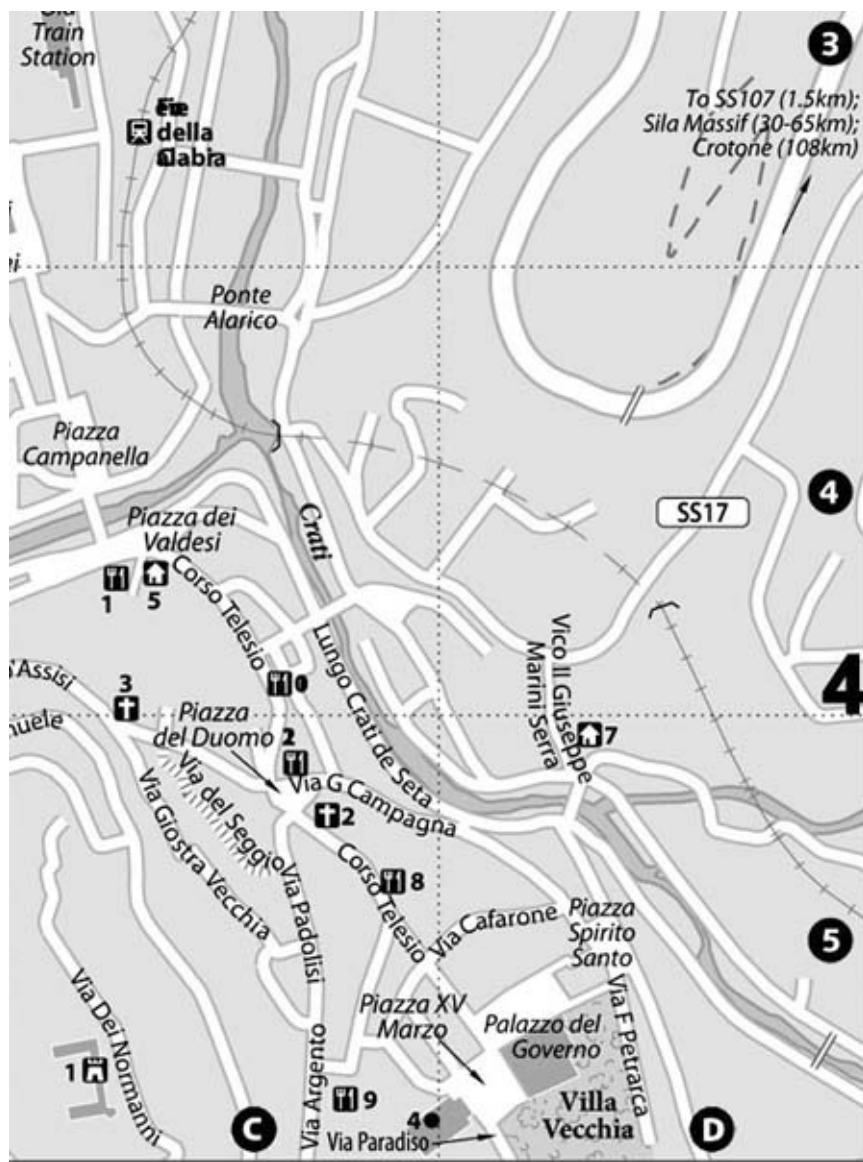 Train
Station
3
To SS107 (1.5km);
Sila Massif (30-65km);
Crotone (108km)
della
Ponte
Alarico
Piazza
Campanella
Crati
4
SS17
Piazza dei
Valdesi
1
5
Corso Telesio
Lungo Crati de Seta
Vico II Giuseppe
Marini Serra
4
3
Piazza
del Duomo
7
Via G Campagna
2
Via del Seggio
Via Giostra Vecchia
Via Padolisi
Corso Telesio
8
Via Cafarone
Piazza
Spirito
Santo
5
Via Dei Normanni
Piazza XV
Marzo
Palazzo del
Governo
Via F Petrarca
1
Via Argento
9
4
Villa
Vecchia
C
Via Paradiso
D